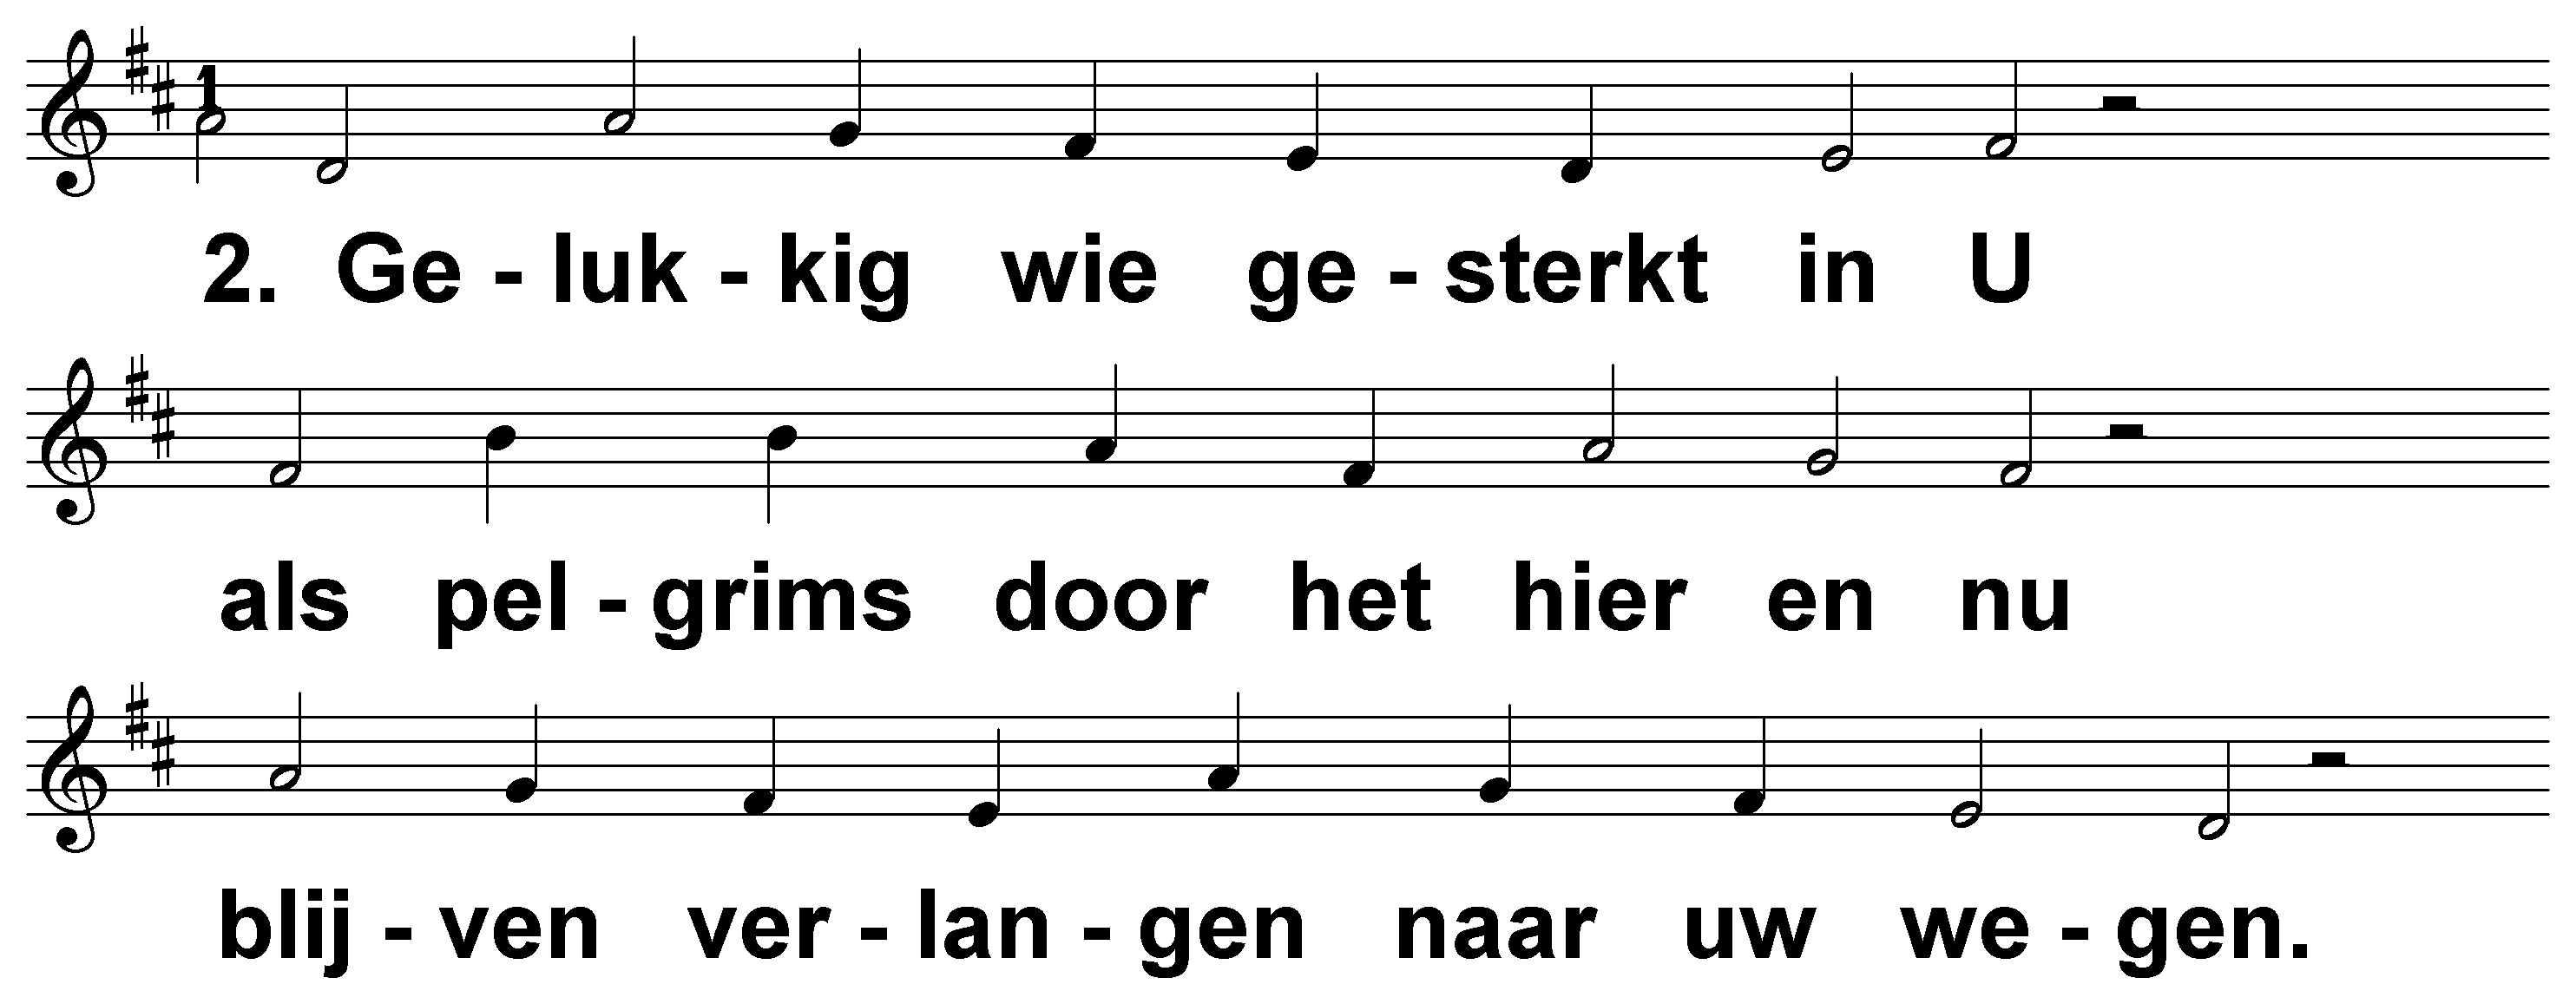 2. Ge - luk - kig wie ge - sterkt in U
als pel - grims door het hier en nu
blij - ven ver - lan - gen naar uw we - gen.